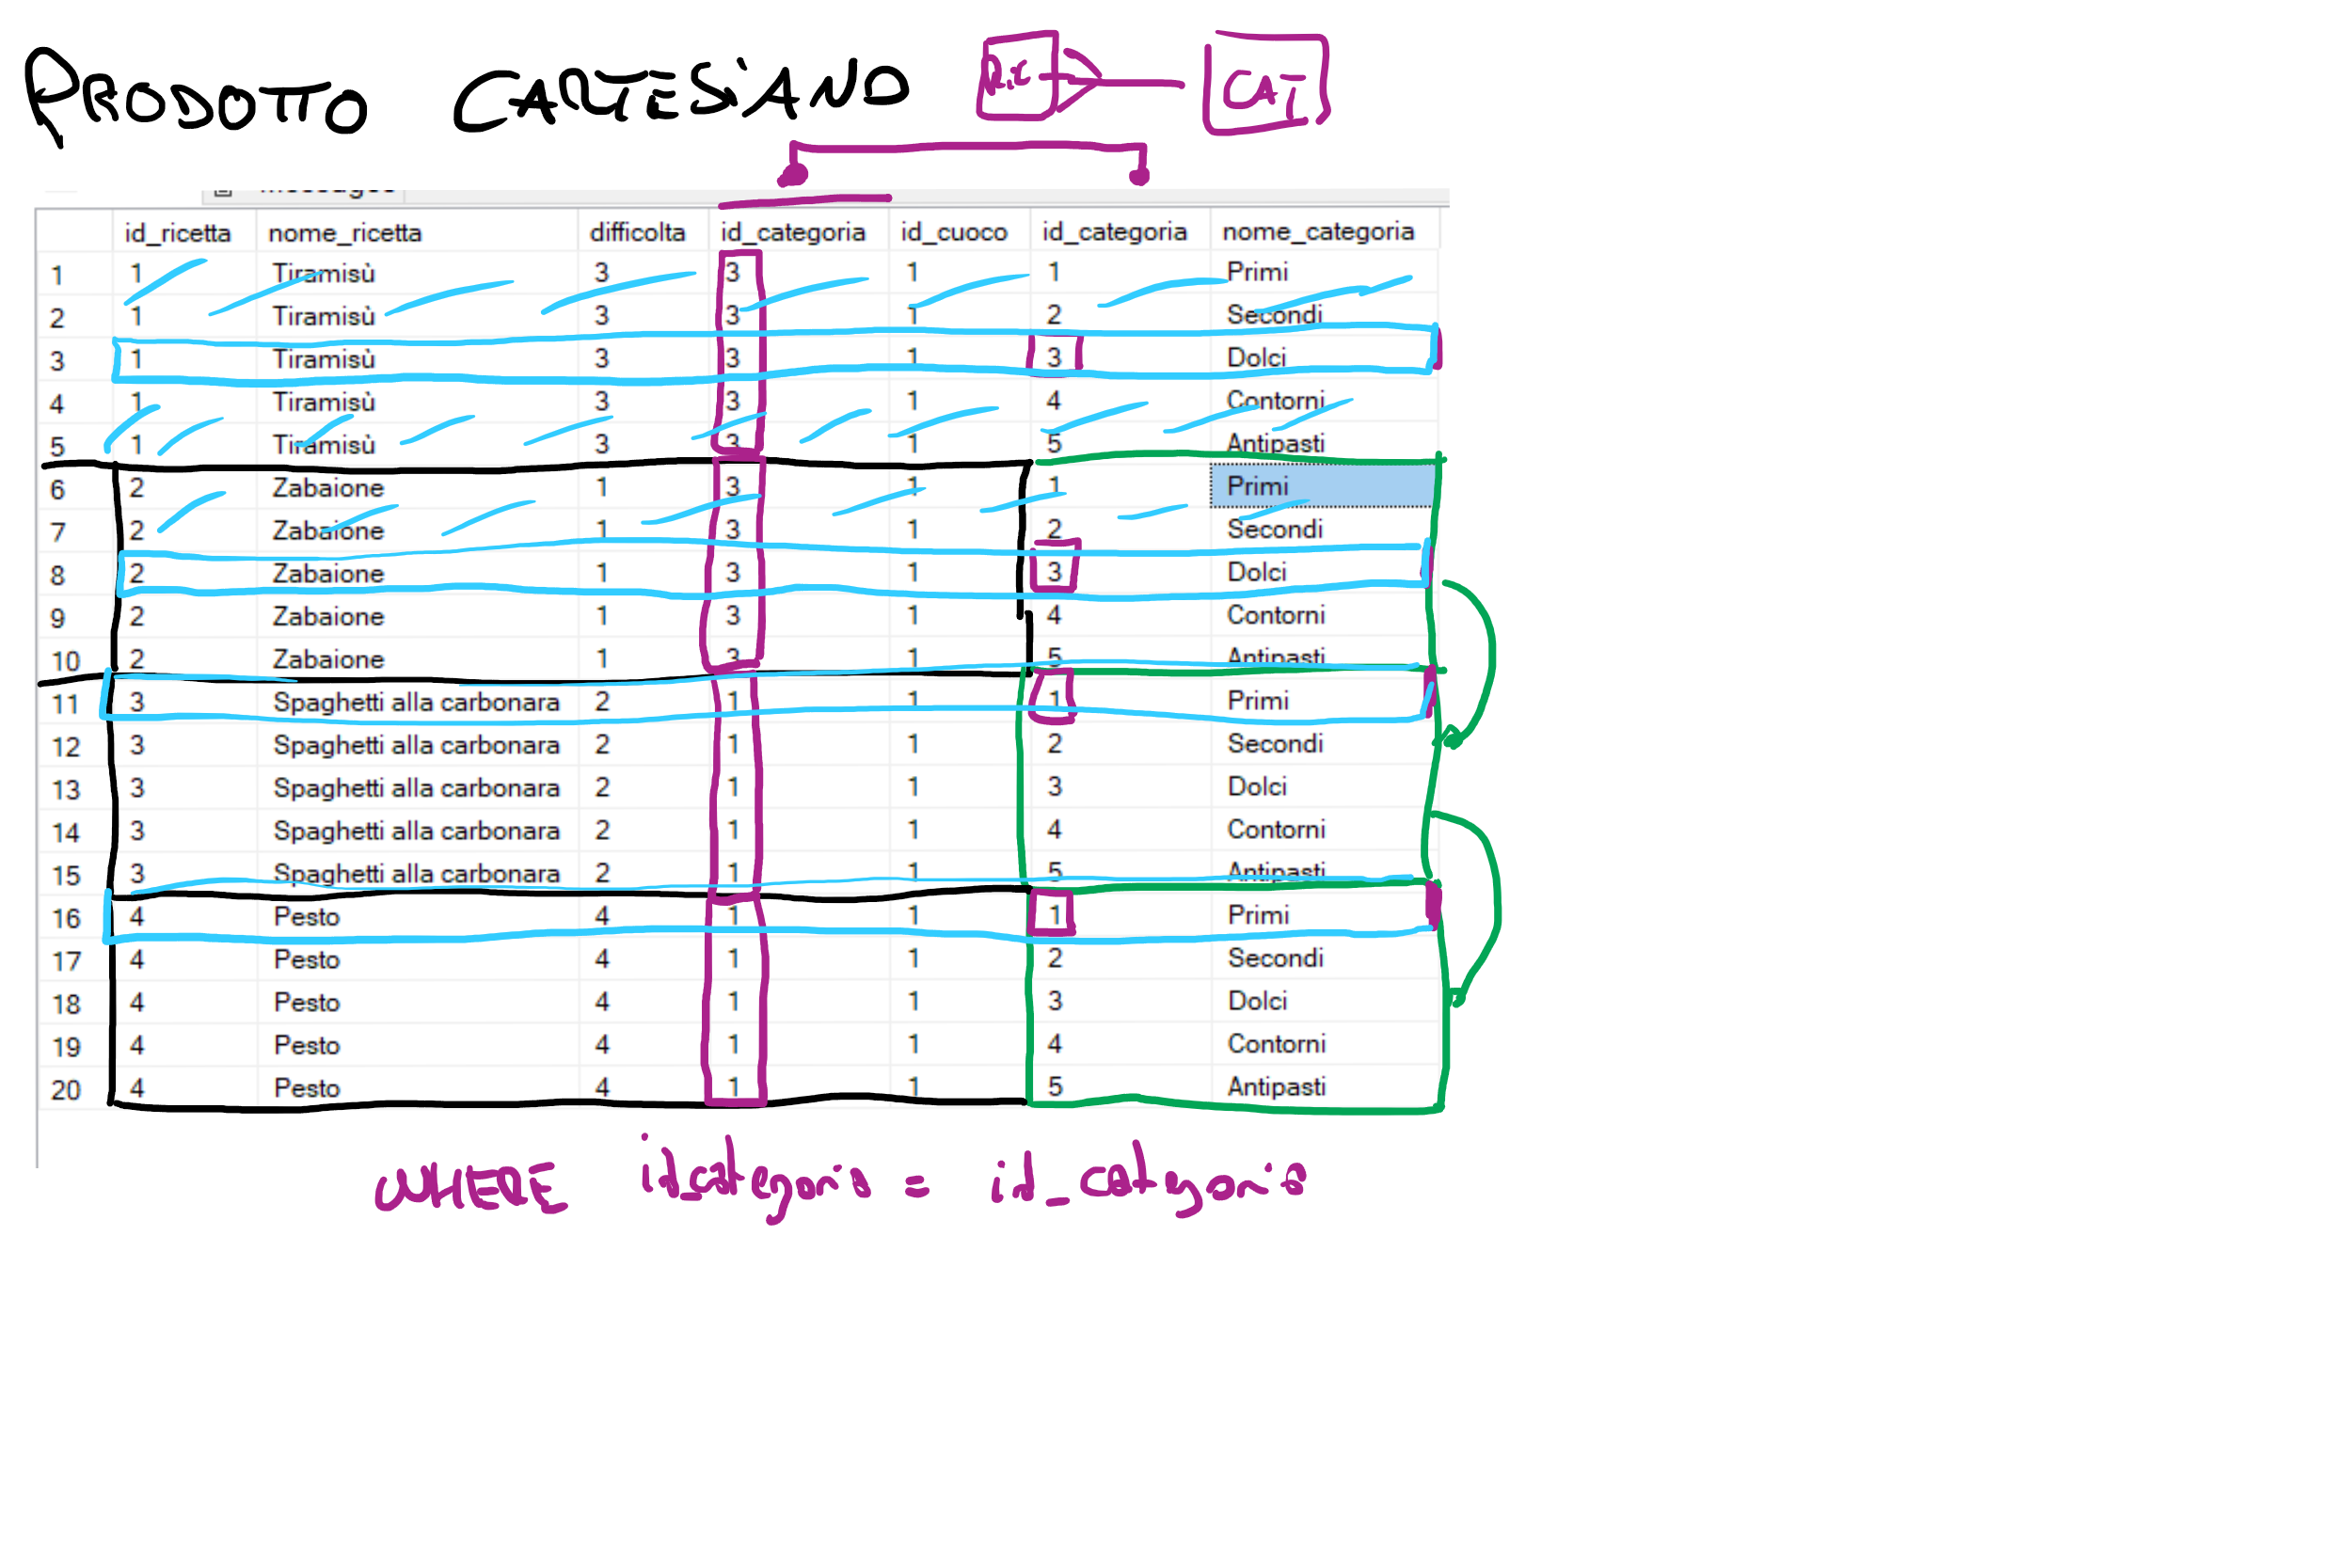 PRODOTTO CARTESIANO Ric CAT
id_ricetta nome_ricetta difficolta id_categoria id_cuoco id_categoria nome_categoria
1 1 Tiramisù 3 3 1 1 Primi
2 1 Tiramisù 3 3 1 2 Secondi
3 1 Tiramisù 3 3 1 3 Dolci
4 1 Tiramisù 3 3 1 4 Contorni
5 1 Tiramisù 3 3 1 5 Antipasti
6 2 Zabaione 1 3 1 1 Primi
7 2 Zabaione 1 3 1 2 Secondi
8 2 Zabaione 1 3 1 3 Dolci
9 2 Zabaione 1 3 1 4 Contorni
10 2 Zabaione 1 3 1 5 Antipasti
11 3 Spaghetti alla carbonara 2 1 1 1 Primi
12 3 Spaghetti alla carbonara 2 1 1 2 Secondi
13 3 Spaghetti alla carbonara 2 1 1 3 Dolci
14 3 Spaghetti alla carbonara 2 1 1 4 Contorni
15 3 Spaghetti alla carbonara 2 1 1 5 Antipasti
16 4 Pesto 4 1 1 1 Primi
17 4 Pesto 4 1 1 2 Secondi
18 4 Pesto 4 1 1 3 Dolci
19 4 Pesto 4 1 1 4 Contorni
20 4 Pesto 4 1 1 5 Antipasti
WHERE id_categoria = id_categoria